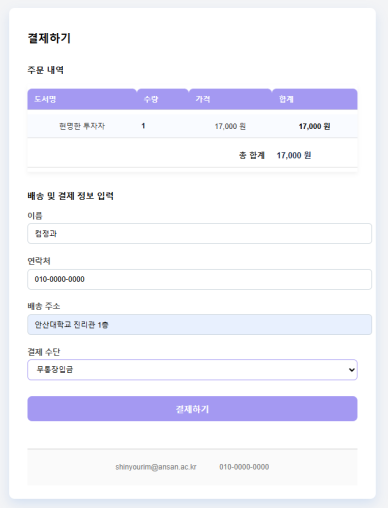 결제하기
주문 내역
도서명 수량 가격 합계
현명한 투자자 1 17,000 원 17,000 원
총 합계 17,000 원
배송 및 결제 정보 입력
이름
컴정과
연락처
010-0000-0000
배송 주소
안산대학교 진리관 1층
결제 수단
무통장입금
결제하기
shinyourim@ansan.ac.kr 010-0000-0000